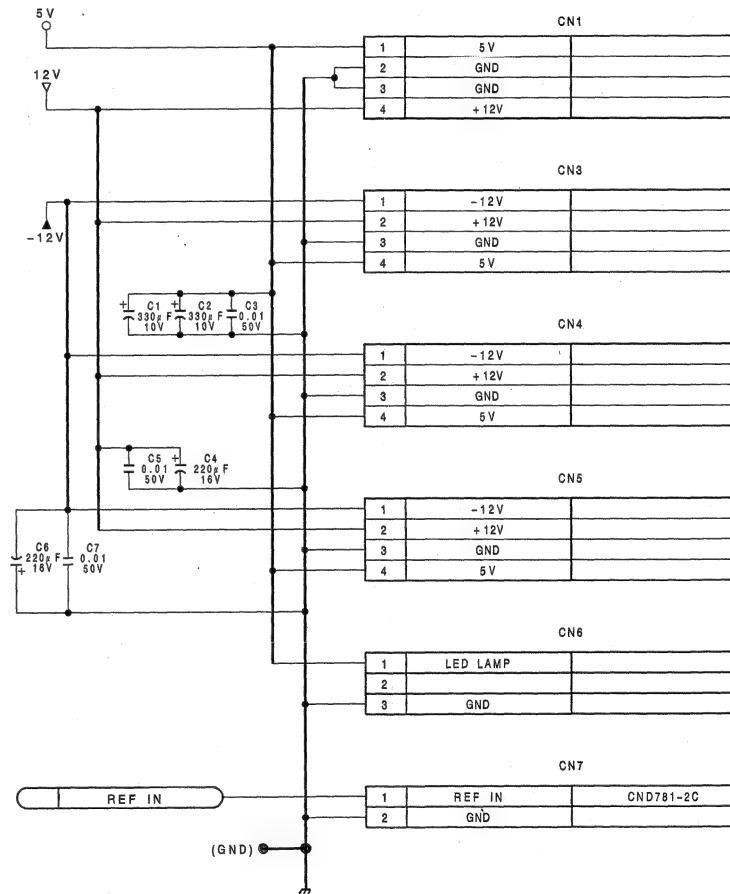 5V
CN1
1 5V
2 GND
3 GND
4 +12V
12V
CN3
1 -12V
2 +12V
3 GND
4 5V
-12V
+ C1 330μF 10V
+ C2 330μF 10V
C3 0.01 50V
CN4
1 -12V
2 +12V
3 GND
4 5V
C5 0.01 50V
+ C4 220μF 16V
CN5
1 -12V
2 +12V
3 GND
4 5V
C6 220μF 16V +
C7 0.01 50V
CN6
1 LED LAMP
2
3 GND
CN7
REF IN
1 REF IN CND781-2C
2 GND
(GND)